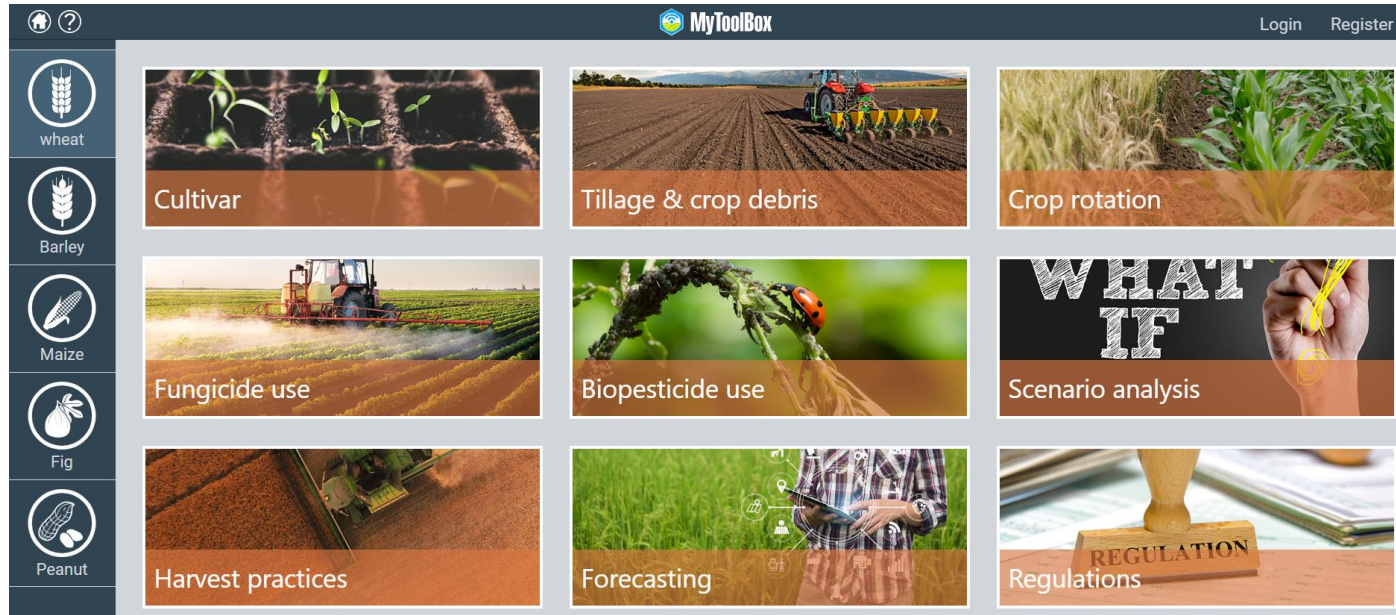 MyToolBox
Login
Register
wheat
Barley
Maize
Fig
Peanut
Cultivar
Tillage & crop debris
Crop rotation
Fungicide use
Biopesticide use
WHAT
IF
Scenario analysis
Harvest practices
Forecasting
REGULATION
Regulations